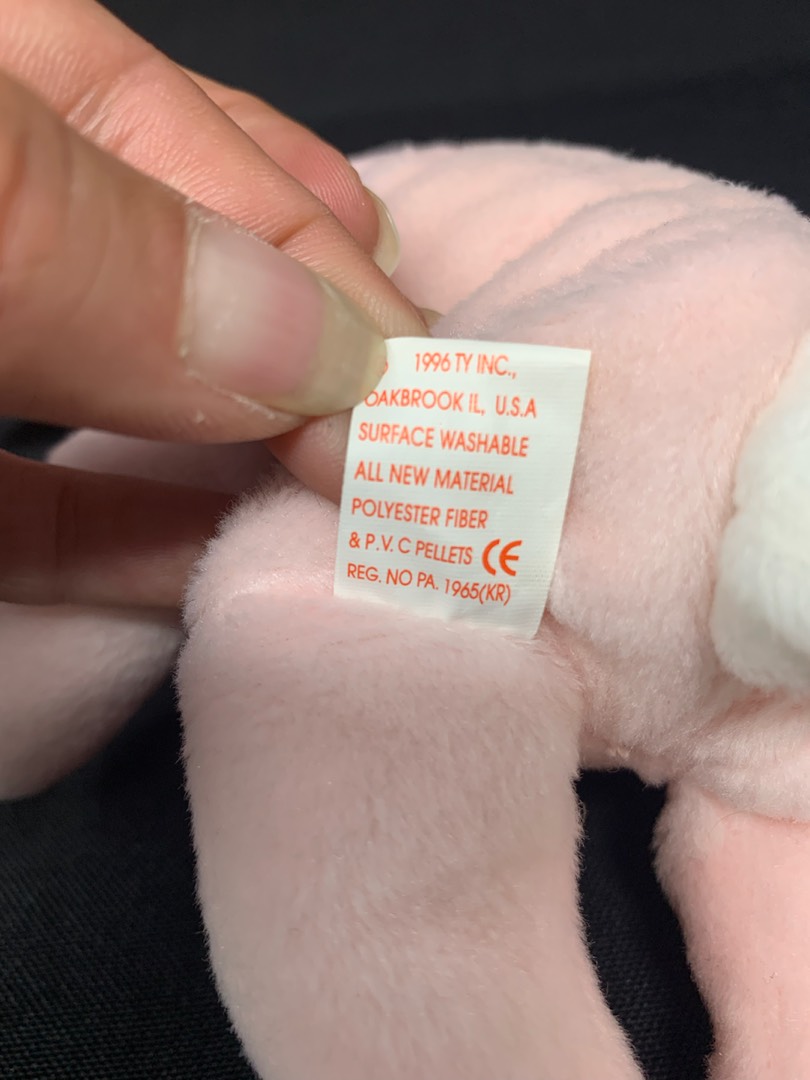 1996 TY INC.,
OAKBROOK IL, U.S.A
SURFACE WASHABLE
ALL NEW MATERIAL
POLYESTER FIBER
& P.V.C PELLETS CE
REG. NO PA. 1965(KR)